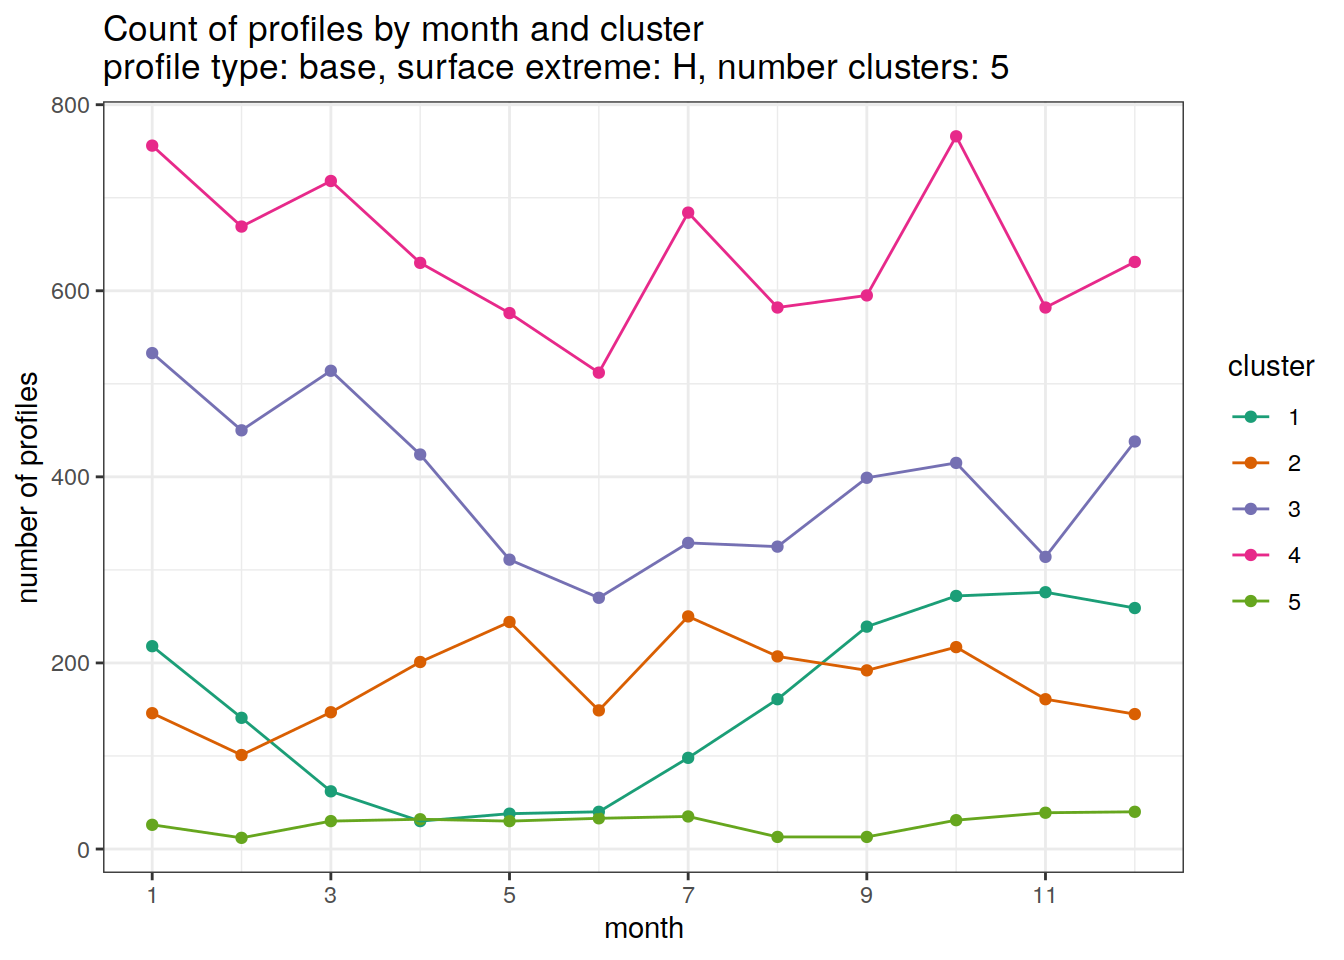 Count of profiles by month and cluster
profile type: base, surface extreme: H, number clusters: 5
number of profiles
800
600
400
200
0
1 3 5 7 9 11
month
cluster
1
2
3
4
5